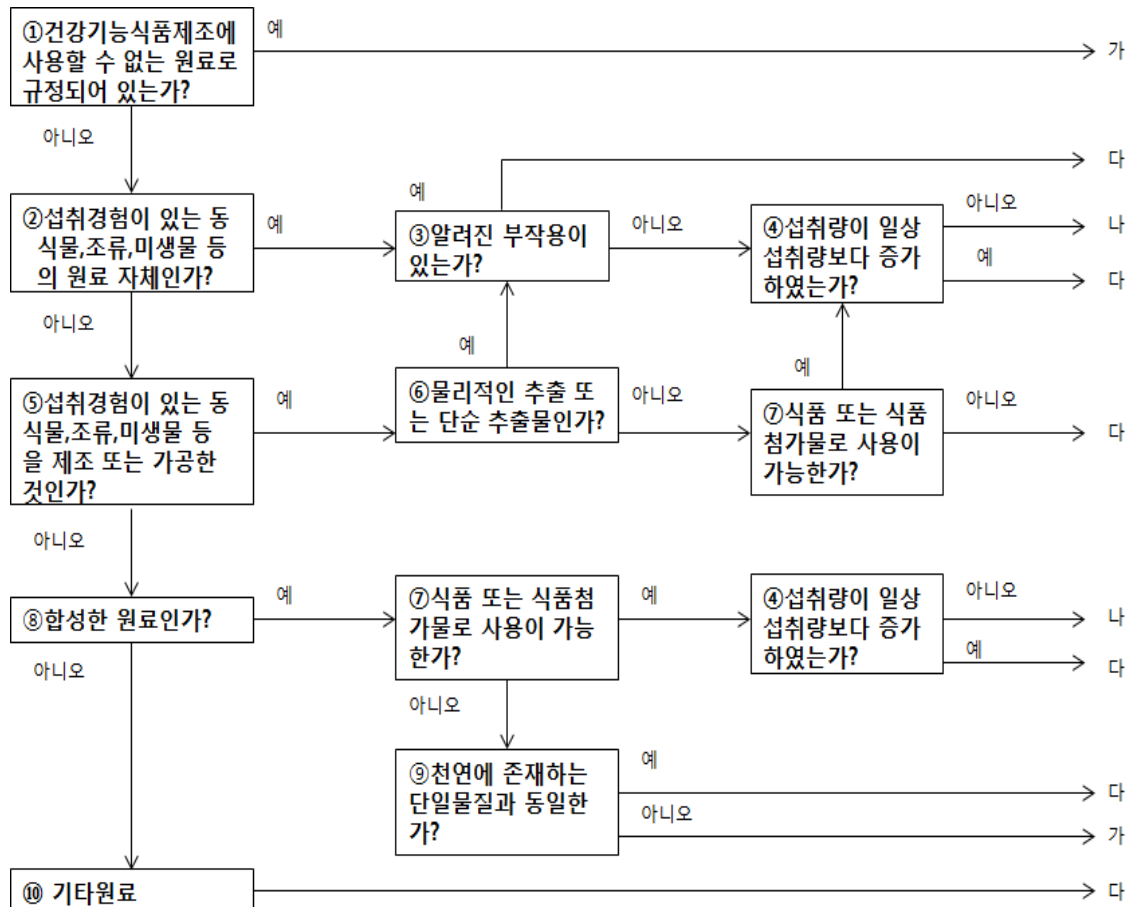 ①건강기능식품제조에
사용할 수 없는 원료로
규정되어 있는가?
예
가
아니오
다
예
②섭취경험이 있는 동
식물,조류,미생물 등
의 원료 자체인가?
예
③알려진 부작용이
있는가?
아니오
④섭취량이 일상
섭취량보다 증가
하였는가?
아니오
나
예
다
아니오
예
예
⑤섭취경험이 있는 동
식물,조류,미생물 등
을 제조 또는 가공한
것인가?
예
⑥물리적인 추출 또
는 단순 추출물인가?
아니오
⑦식품 또는 식품
첨가물로 사용이
가능한가?
아니오
다
아니오
⑧합성한 원료인가?
예
⑦식품 또는 식품첨
가물로 사용이 가능
한가?
예
④섭취량이 일상
섭취량보다 증가
하였는가?
아니오
나
예
다
아니오
아니오
⑨천연에 존재하는
단일물질과 동일한
가?
예
다
아니오
가
⑩ 기타원료
다